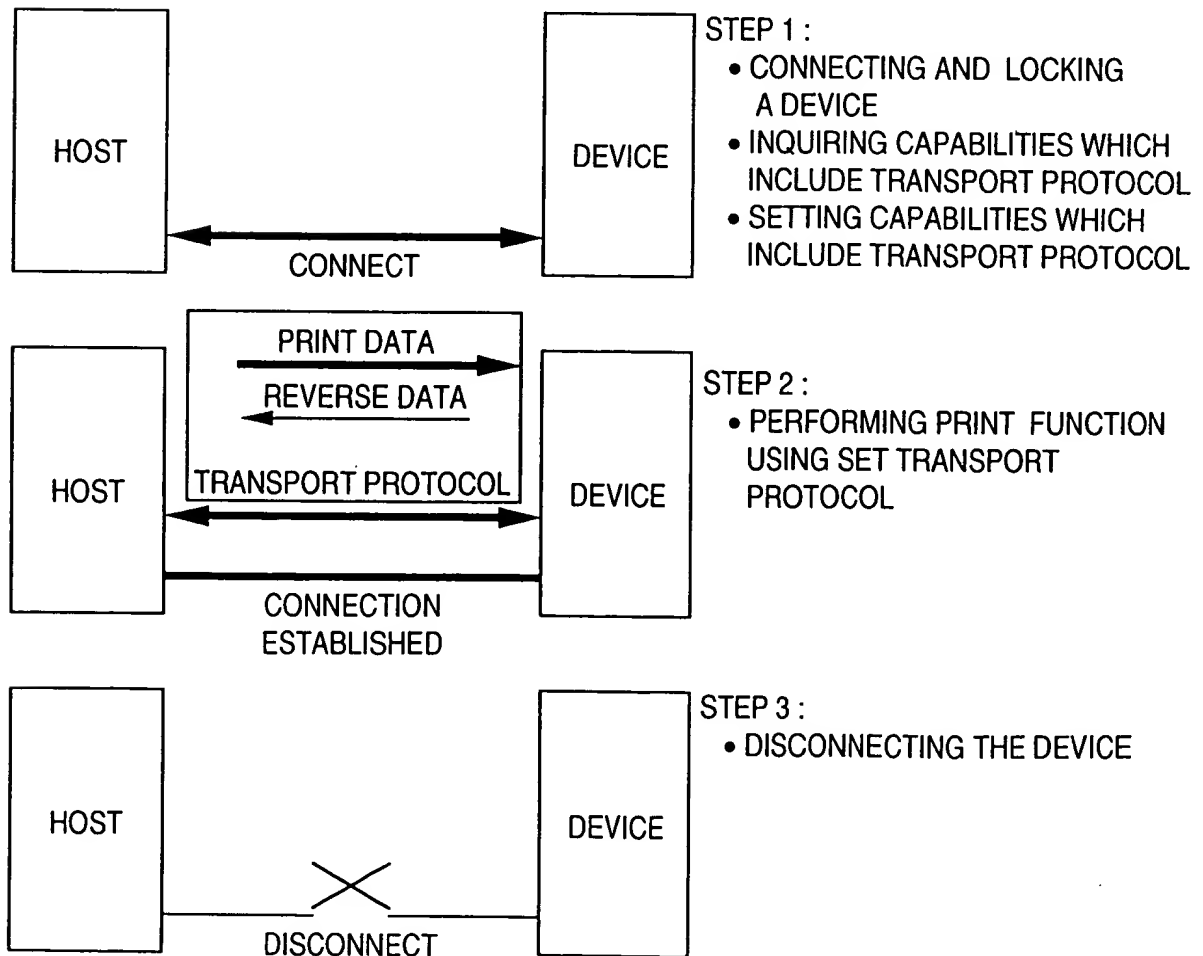 HOST
DEVICE
CONNECT
STEP 1 :
• CONNECTING AND LOCKING
A DEVICE
• INQUIRING CAPABILITIES WHICH
INCLUDE TRANSPORT PROTOCOL
• SETTING CAPABILITIES WHICH
INCLUDE TRANSPORT PROTOCOL
PRINT DATA
REVERSE DATA
TRANSPORT PROTOCOL
HOST
DEVICE
CONNECTION
ESTABLISHED
STEP 2 :
• PERFORMING PRINT FUNCTION
USING SET TRANSPORT
PROTOCOL
HOST
DEVICE
DISCONNECT
STEP 3 :
• DISCONNECTING THE DEVICE